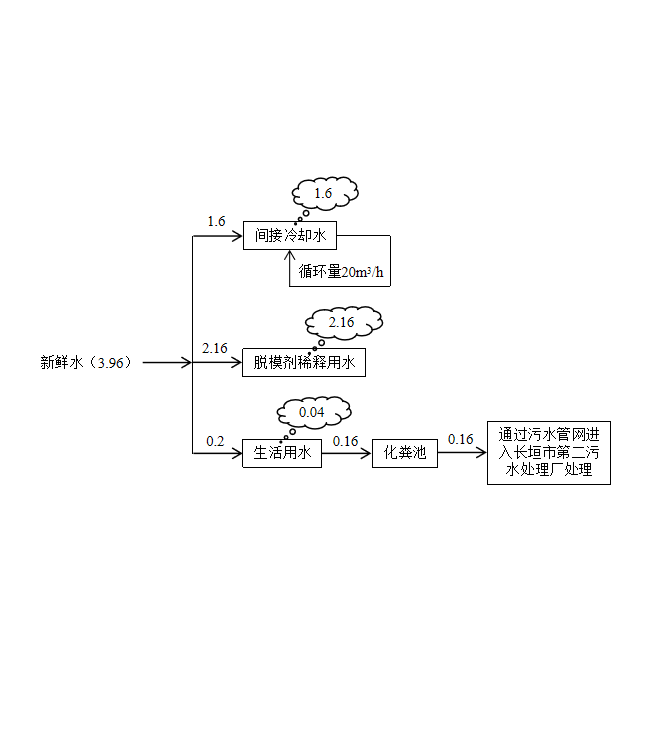 1.6
1.6
间接冷却水
循环量20m³/h
2.16
2.16
新鲜水（3.96）
脱模剂稀释用水
0.04
0.2
生活用水
0.16
化粪池
0.16
通过污水管网进
入长垣市第二污
水处理厂处理